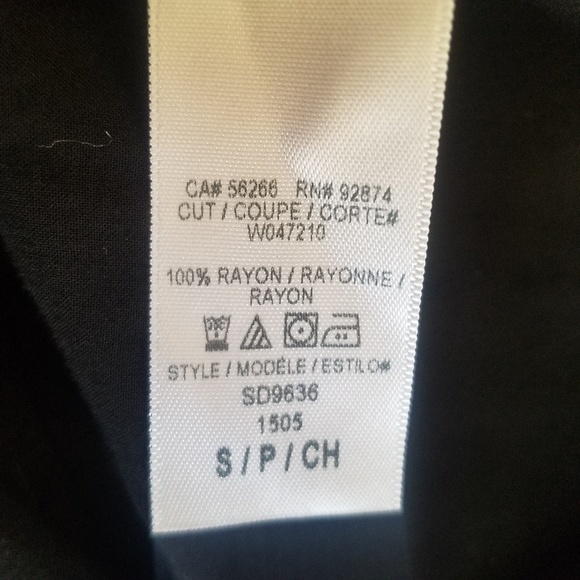 CA# 56266 RN# 92874
CUT / COUPE / CORTE#
W047210
100% RAYON / RAYONNE /
RAYON
STYLE / MODÈLE / ESTILO#
SD9636
1505
S / P / CH